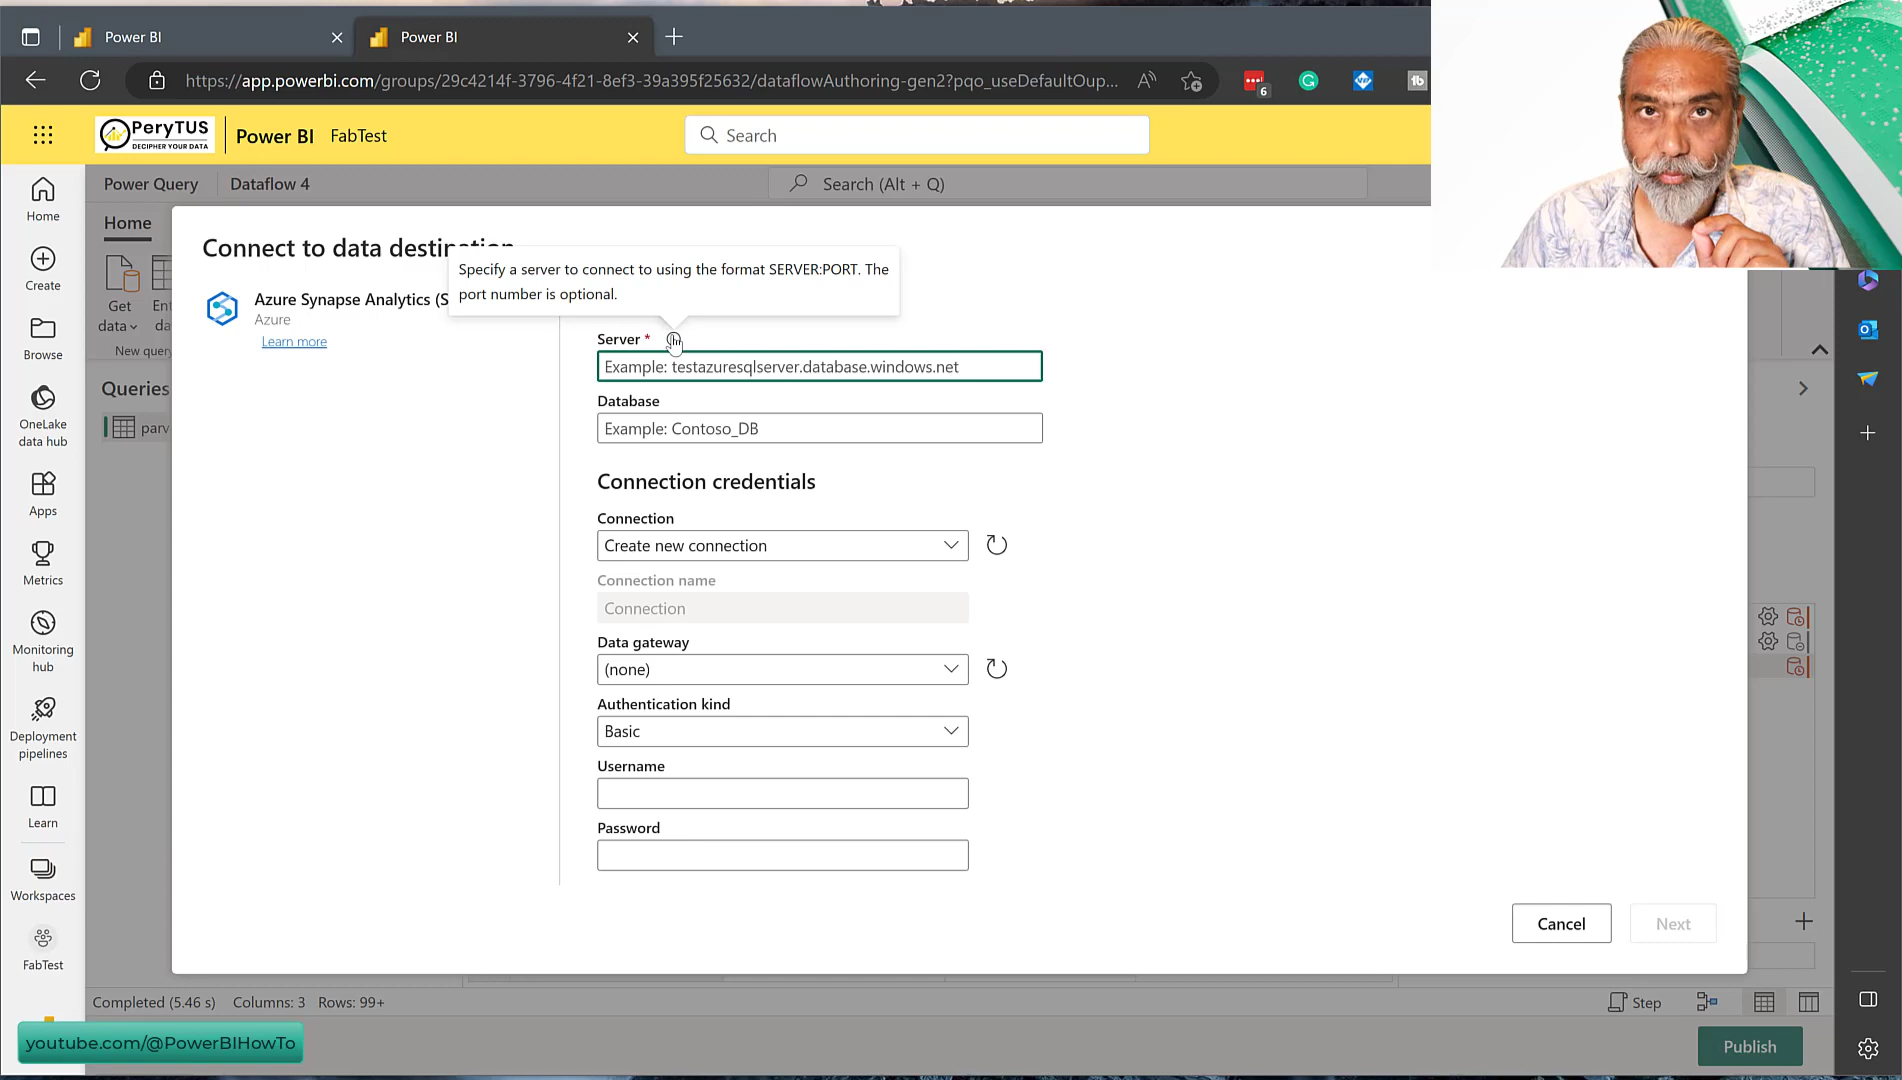 Power BI
Power BI
https://app.powerbi.com/groups/29c4214f-3796-4f21-8ef3-39a395f25632/dataflowAuthoring-gen2?pqo_useDefaultOup...
6
PeryTUS
DECIPHER YOUR DATA
Power BI
FabTest
Search
Power Query
Dataflow 4
Search (Alt + Q)
Home
Home
Create
Browse
OneLake
data hub
Apps
Metrics
Monitoring
hub
Deployment
pipelines
Learn
Workspaces
FabTest
Get
data
New query
Queries
parv
Connect to data destination
Azure Synapse Analytics (S
Azure
Learn more
Specify a server to connect to using the format SERVER:PORT. The
port number is optional.
Server *
Example: testazuresqlserver.database.windows.net
Database
Example: Contoso_DB
Connection credentials
Connection
Create new connection
Connection name
Connection
Data gateway
(none)
Authentication kind
Basic
Username
Password
Cancel
Next
Completed (5.46 s)
Columns: 3
Rows: 99+
Step
Publish
youtube.com/@PowerBIHowTo